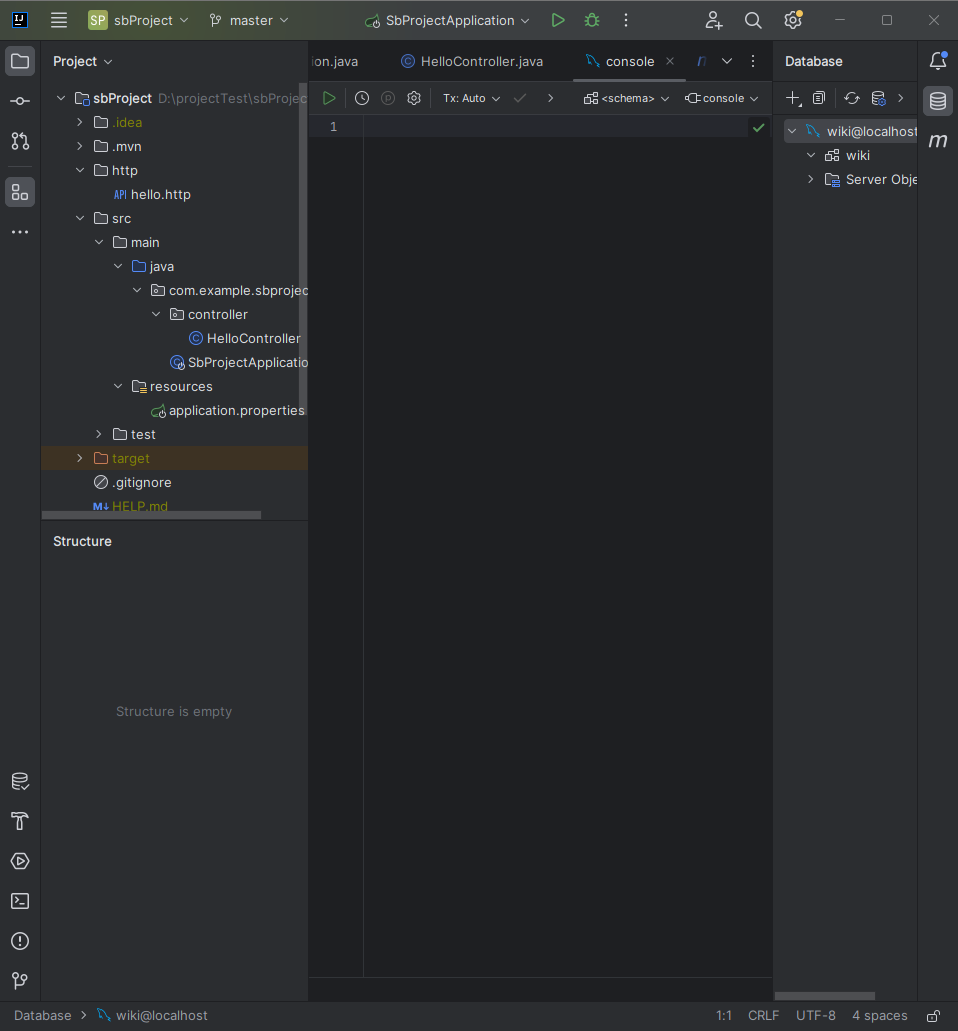 SP sbProject master SbProjectApplication
Project
ion.java HelloController.java console
Database
Tx: Auto <schema> console
sbProject D:\projectTest\sbProjec
.idea
.mvn
http
API hello.http
src
main
java
com.example.sbprojec
controller
HelloController
SbProjectApplicatio
resources
application.properties
test
target
.gitignore
M↓ HELP.md
1
wiki@localhost
wiki
Server Obje
m
Structure
Structure is empty
Database > wiki@localhost
1:1 CRLF UTF-8 4 spaces